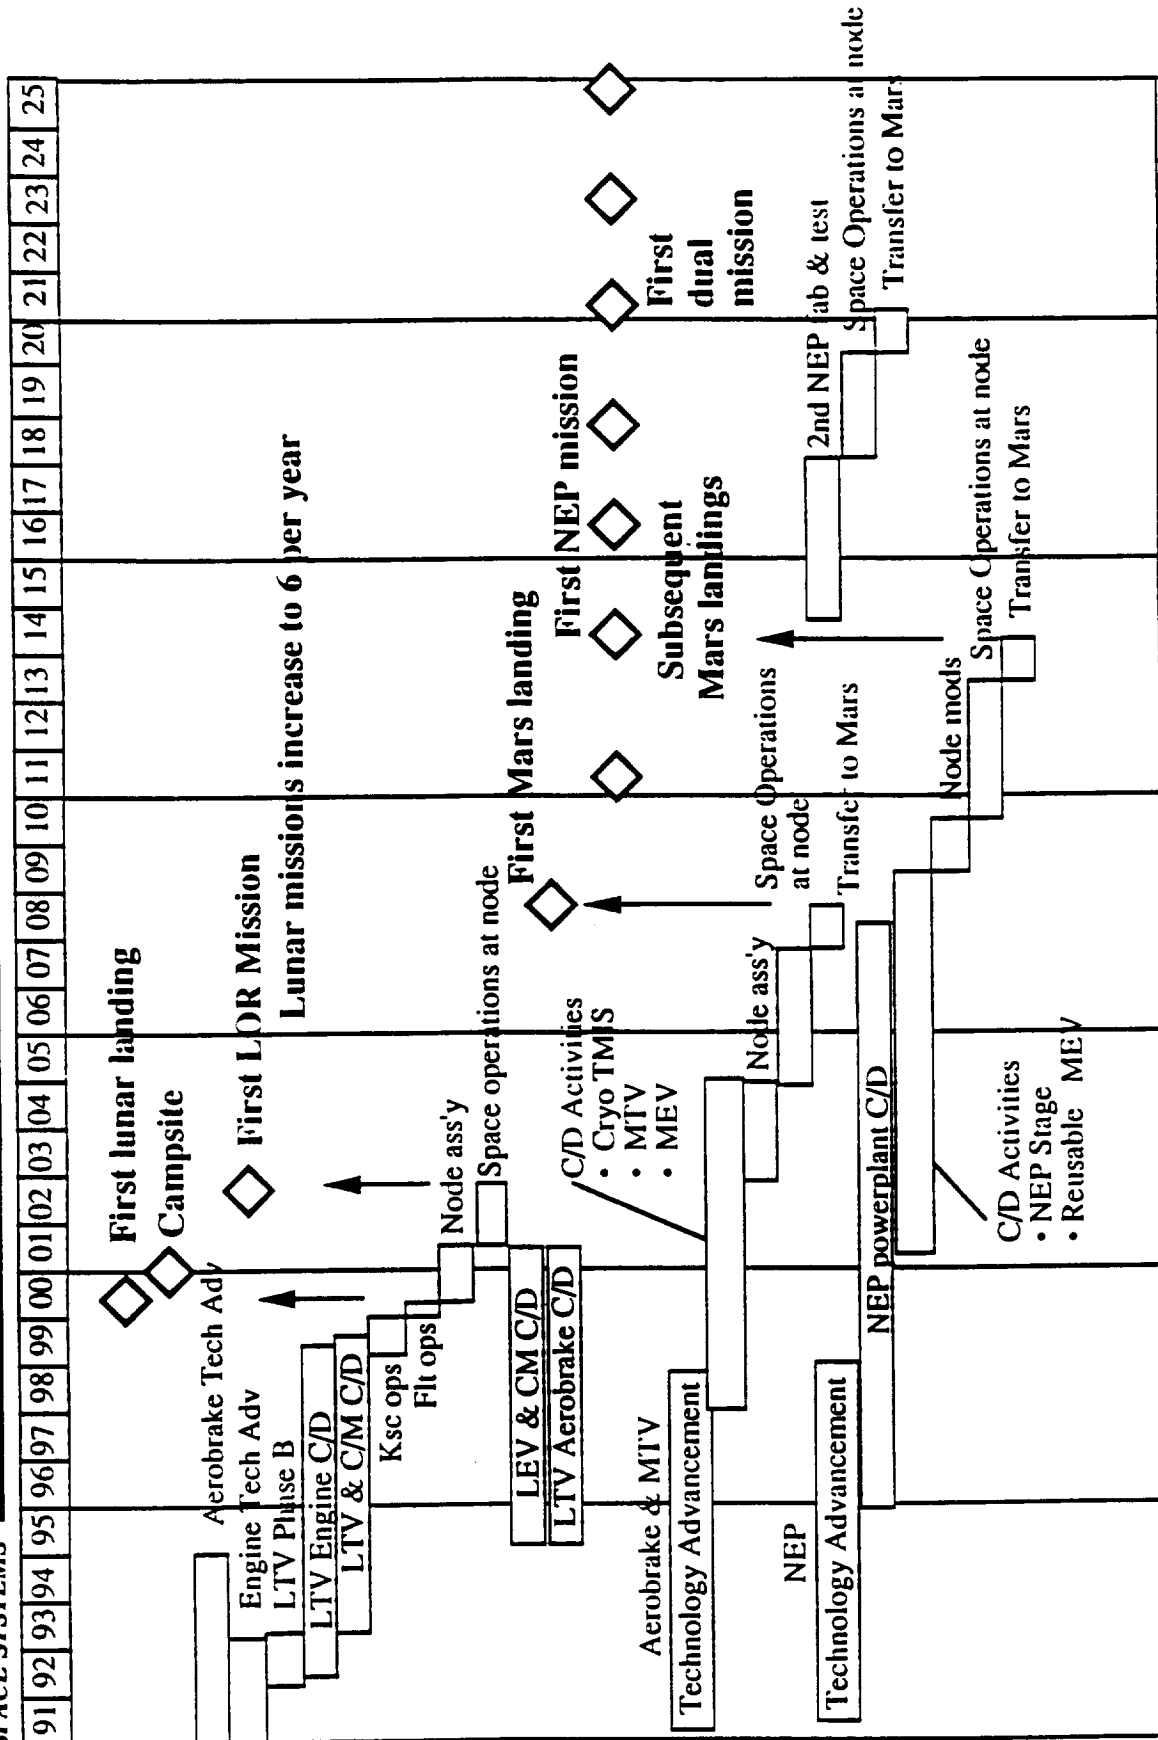 SPACE SYSTEMS
91 92 93 94 95 96 97 98 99 00 01 02 03 04 05 06 07 08 09 10 11 12 13 14 15 16 17 18 19 20 21 22 23 24 25
First lunar landing
Campsite
First LOR Mission
Lunar missions increase to 6 per year
Aerobrake Tech Adv
Engine Tech Adv
LTV Phase B
LTV Engine C/D
LTV & C/M C/D
Ksc ops
Flt ops
Node ass'y
Space operations at node
LEV & CM C/D
LTV Aerobrake C/D
First Mars landing
First NEP mission
Subsequent
Mars landings
First
dual
mission
C/D Activities
• Cryo TMIS
• MTV
• MEV
Aerobrake & MTV
Technology Advancement
Node ass'y
Space Operations
at node
Transfer to Mars
NEP
Technology Advancement
NEP powerplant C/D
C/D Activities
• NEP Stage
• Reusable MEV
Node mods
Space Operations at node
Transfer to Mars
2nd NEP fab & test
Space Operations at node
Transfer to Mars